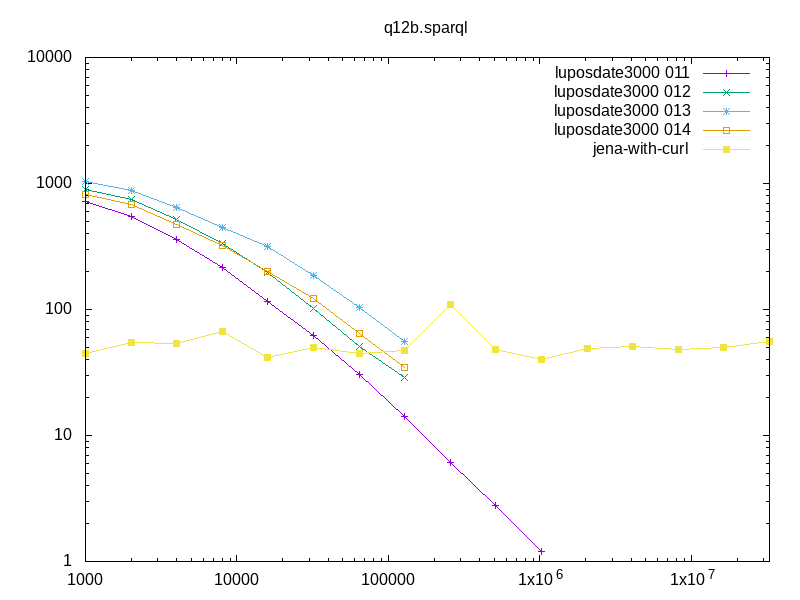 q12b.sparql
10000
1000
100
10
1
luposdate3000 011
luposdate3000 012
luposdate3000 013
luposdate3000 014
jena-with-curl
1000 10000 100000 1x10^6 1x10^7